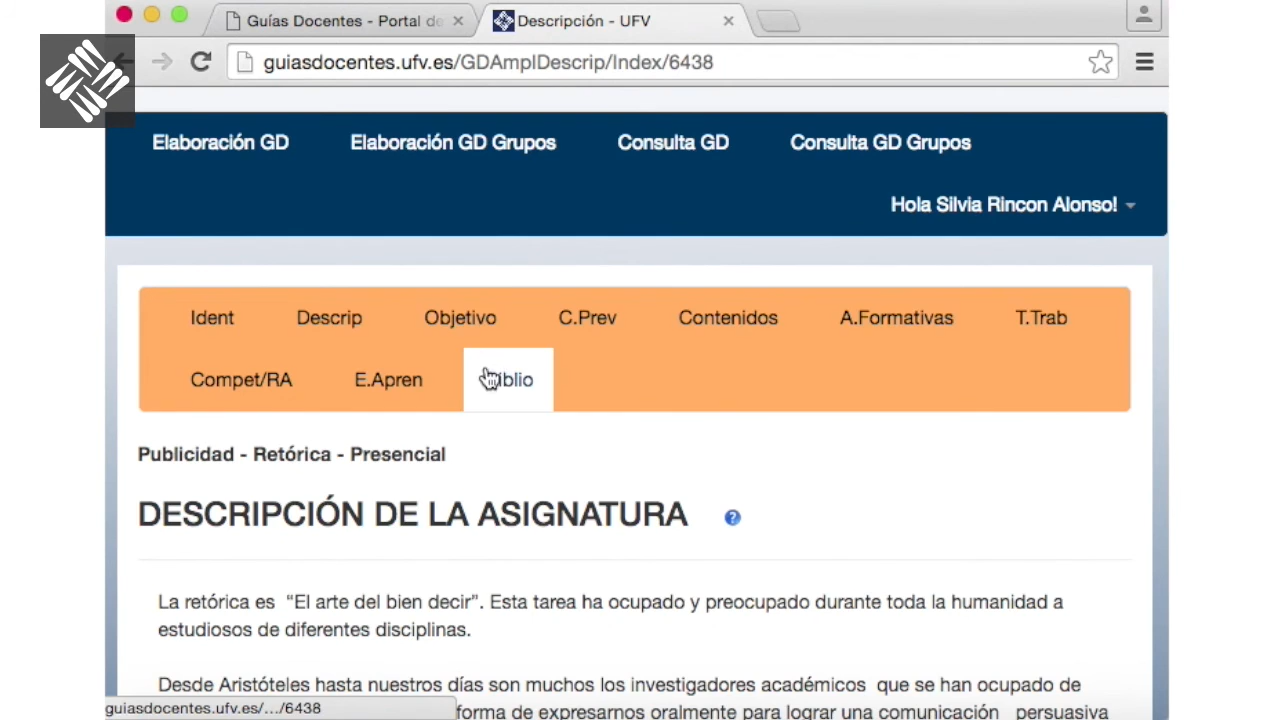 Guías Docentes - Portal de
Descripción - UFV
guiasdocentes.ufv.es/GDAmplDescrip/Index/6438
Elaboración GD Elaboración GD Grupos Consulta GD Consulta GD Grupos
Hola Silvia Rincon Alonso!
Ident Descrip Objetivo C.Prev Contenidos A.Formativas T.Trab
Compet/RA E.Apren Biblio
Publicidad - Retórica - Presencial
DESCRIPCIÓN DE LA ASIGNATURA
La retórica es “El arte del bien decir”. Esta tarea ha ocupado y preocupado durante toda la humanidad a
estudiosos de diferentes disciplinas.
Desde Aristóteles hasta nuestros días son muchos los investigadores académicos que se han ocupado de
forma de expresarnos oralmente para lograr una comunicación persuasiva
guiasdocentes.ufv.es/.../6438